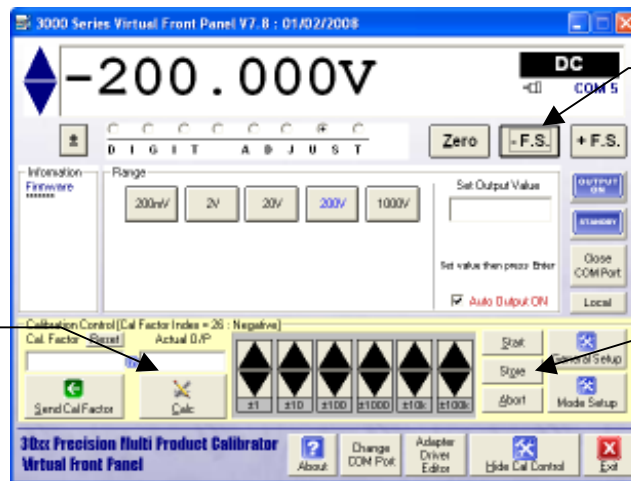 3000 Series Virtual Front Panel V7.8 : 01/02/2008
-200.000V
DC
COM 5
±
DIGIT ADJUST
Zero
- F.S.
+ F.S.
Information
Firmware
Range
200mV
2V
20V
200V
1000V
Set Output Value
Set value then press Enter
Auto Output ON
OUTPUT ON
STANDBY
Close COM Port
Local
Calibration Control [Cal Factor Index = 26 : Negative]
Cal. Factor
Reset
Actual O/P
Send Cal Factor
Calc
±1
±10
±100
±1000
±10k
±100k
Start
Store
Abort
General Setup
Mode Setup
30xx Precision Multi Product Calibrator
Virtual Front Panel
About
Change COM Port
Adapter Driver Editor
Hide Cal Control
Exit